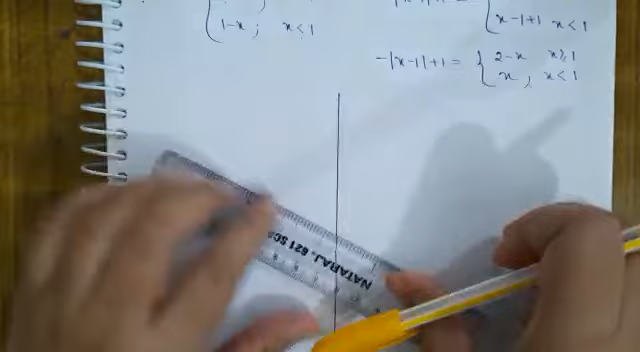 1-x ; x<1
x-1+1 x<1
-|x-1|+1 = { 2-x x≥1
x , x<1
NATARAJ. 621 SC